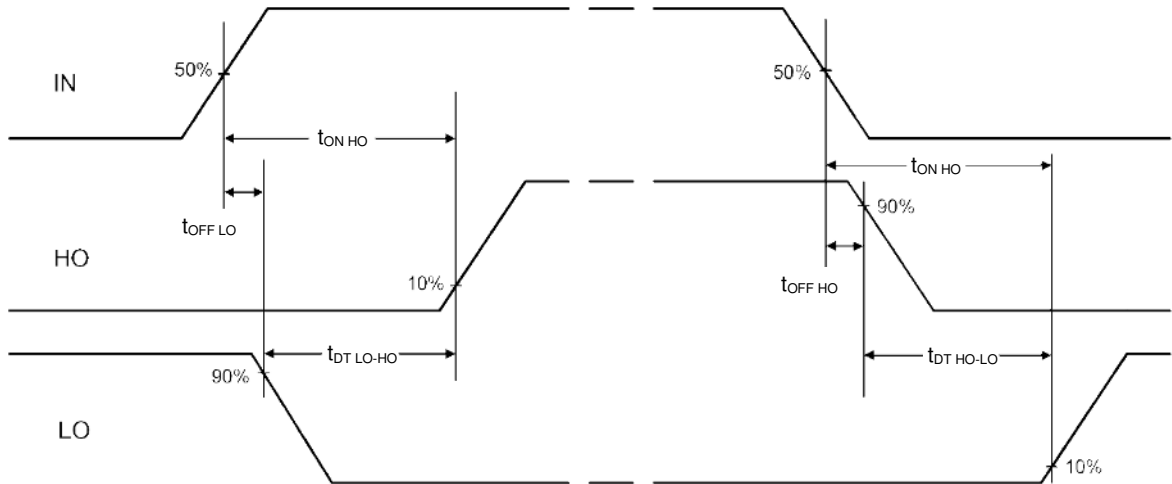 50%
50%
IN
tON HO
tON HO
90%
tOFF LO
HO
10%
tOFF HO
tDT LO-HO
tDT HO-LO
90%
LO
10%